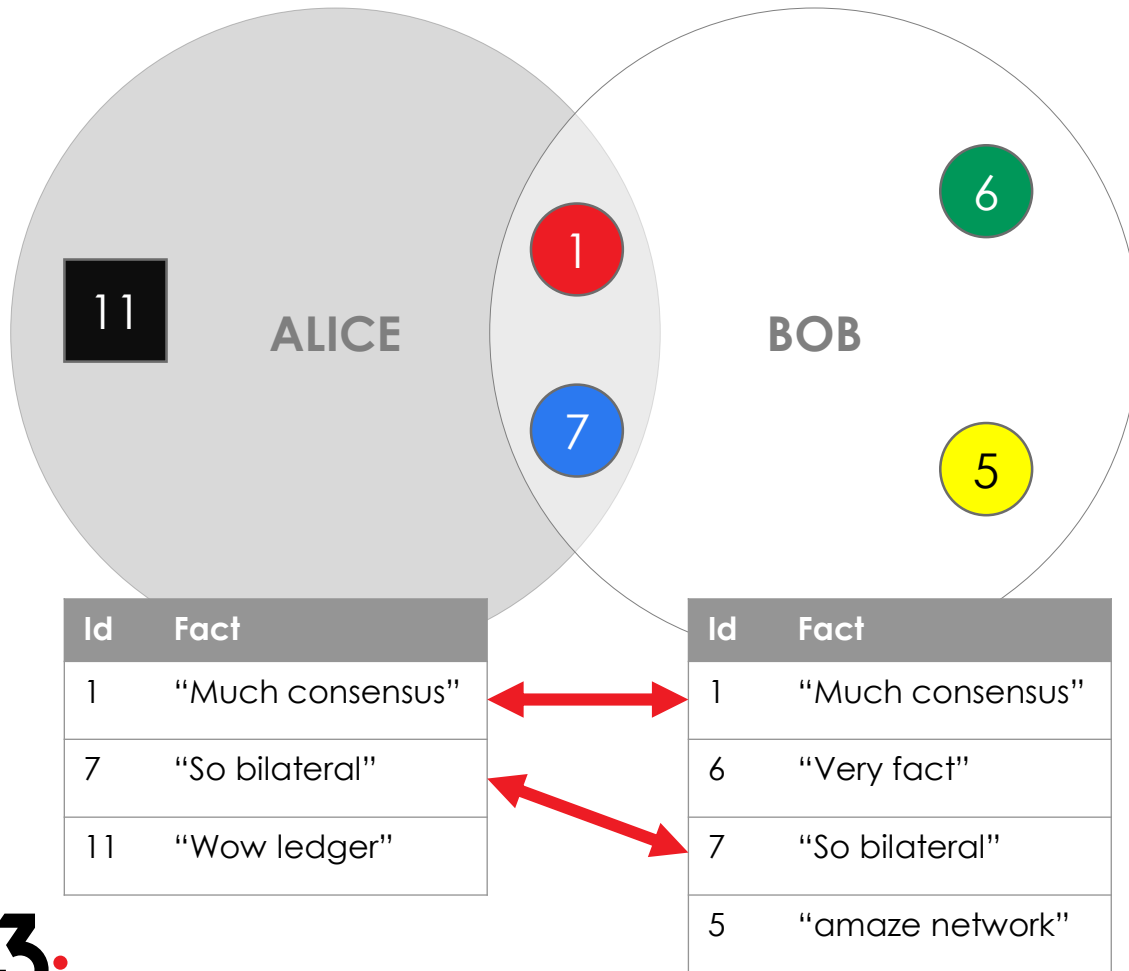 6
1
11
ALICE
BOB
7
5
Id Fact
1 “Much consensus”
7 “So bilateral”
11 “Wow ledger”
Id Fact
1 “Much consensus”
6 “Very fact”
7 “So bilateral”
5 “amaze network”
3.